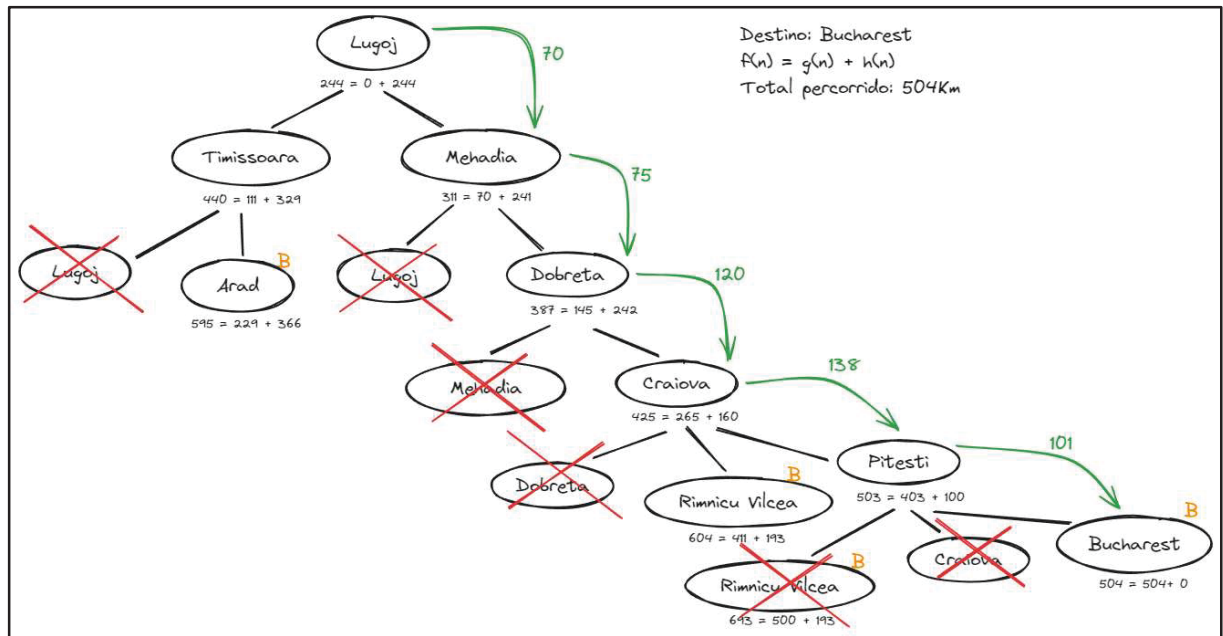 Lugoj
70
Destino: Bucharest
f(n) = g(n) + h(n)
Total percorrido: 504Km
244 = 0 + 244
Timissoara
Mehadia
75
440 = 111 + 329
311 = 70 + 241
Lugoj
Arad
B
Lugoj
Dobreta
120
595 = 229 + 366
387 = 145 + 242
Mehadia
Craiova
138
425 = 265 + 160
Dobreta
Rimnicu Vilcea
B
Pitesti
101
604 = 411 + 193
503 = 403 + 100
Rimnicu Vilcea
B
Craiova
Bucharest
B
693 = 500 + 193
504 = 504+ 0